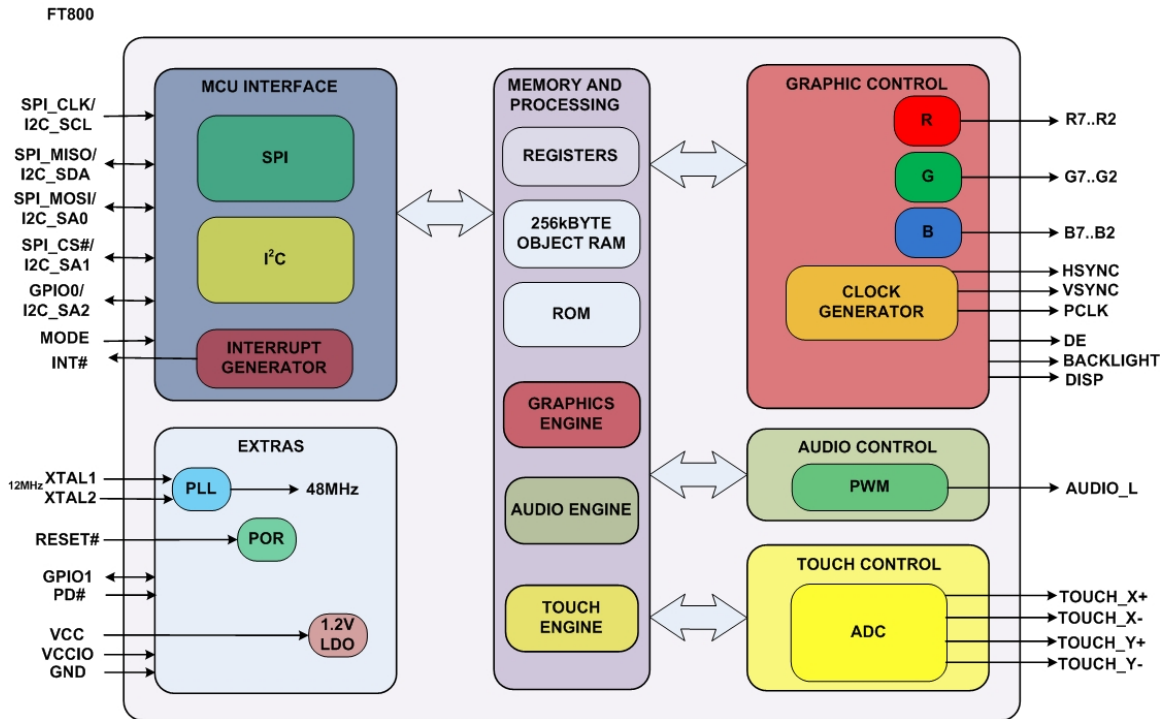 FT800
MCU INTERFACE
SPI_CLK/
I2C_SCL
SPI_MISO/
I2C_SDA
SPI_MOSI/
I2C_SA0
SPI_CS#/
I2C_SA1
GPIO0/
I2C_SA2
MODE
INT#
SPI
I²C
INTERRUPT
GENERATOR
EXTRAS
12MHz XTAL1
XTAL2
PLL
48MHz
RESET#
POR
GPIO1
PD#
VCC
VCCIO
GND
1.2V
LDO
MEMORY AND
PROCESSING
REGISTERS
256kBYTE
OBJECT RAM
ROM
GRAPHICS
ENGINE
AUDIO ENGINE
TOUCH
ENGINE
GRAPHIC CONTROL
R
R7..R2
G
G7..G2
B
B7..B2
CLOCK
GENERATOR
HSYNC
VSYNC
PCLK
DE
BACKLIGHT
DISP
AUDIO CONTROL
PWM
AUDIO_L
TOUCH CONTROL
ADC
TOUCH_X+
TOUCH_X-
TOUCH_Y+
TOUCH_Y-